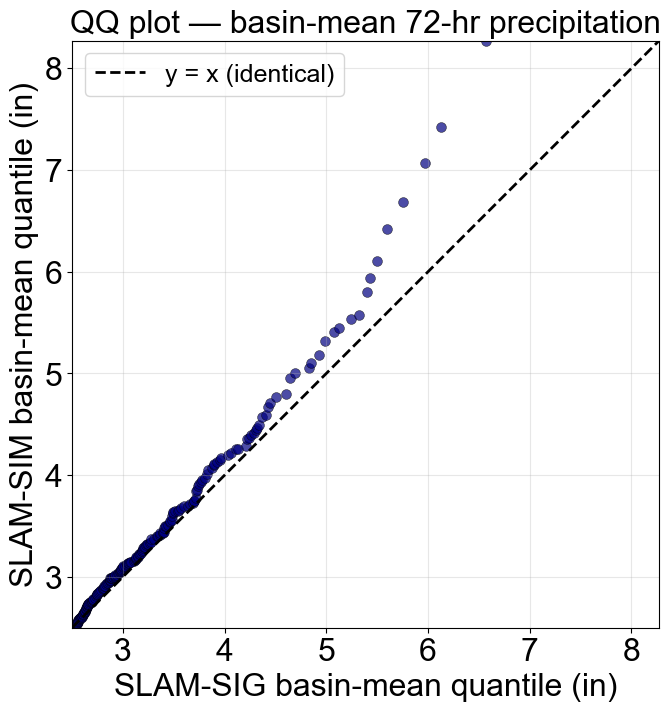 QQ plot — basin-mean 72-hr precipitation
y = x (identical)
SLAM-SIM basin-mean quantile (in)
8
7
6
5
4
3
3 4 5 6 7 8
SLAM-SIG basin-mean quantile (in)